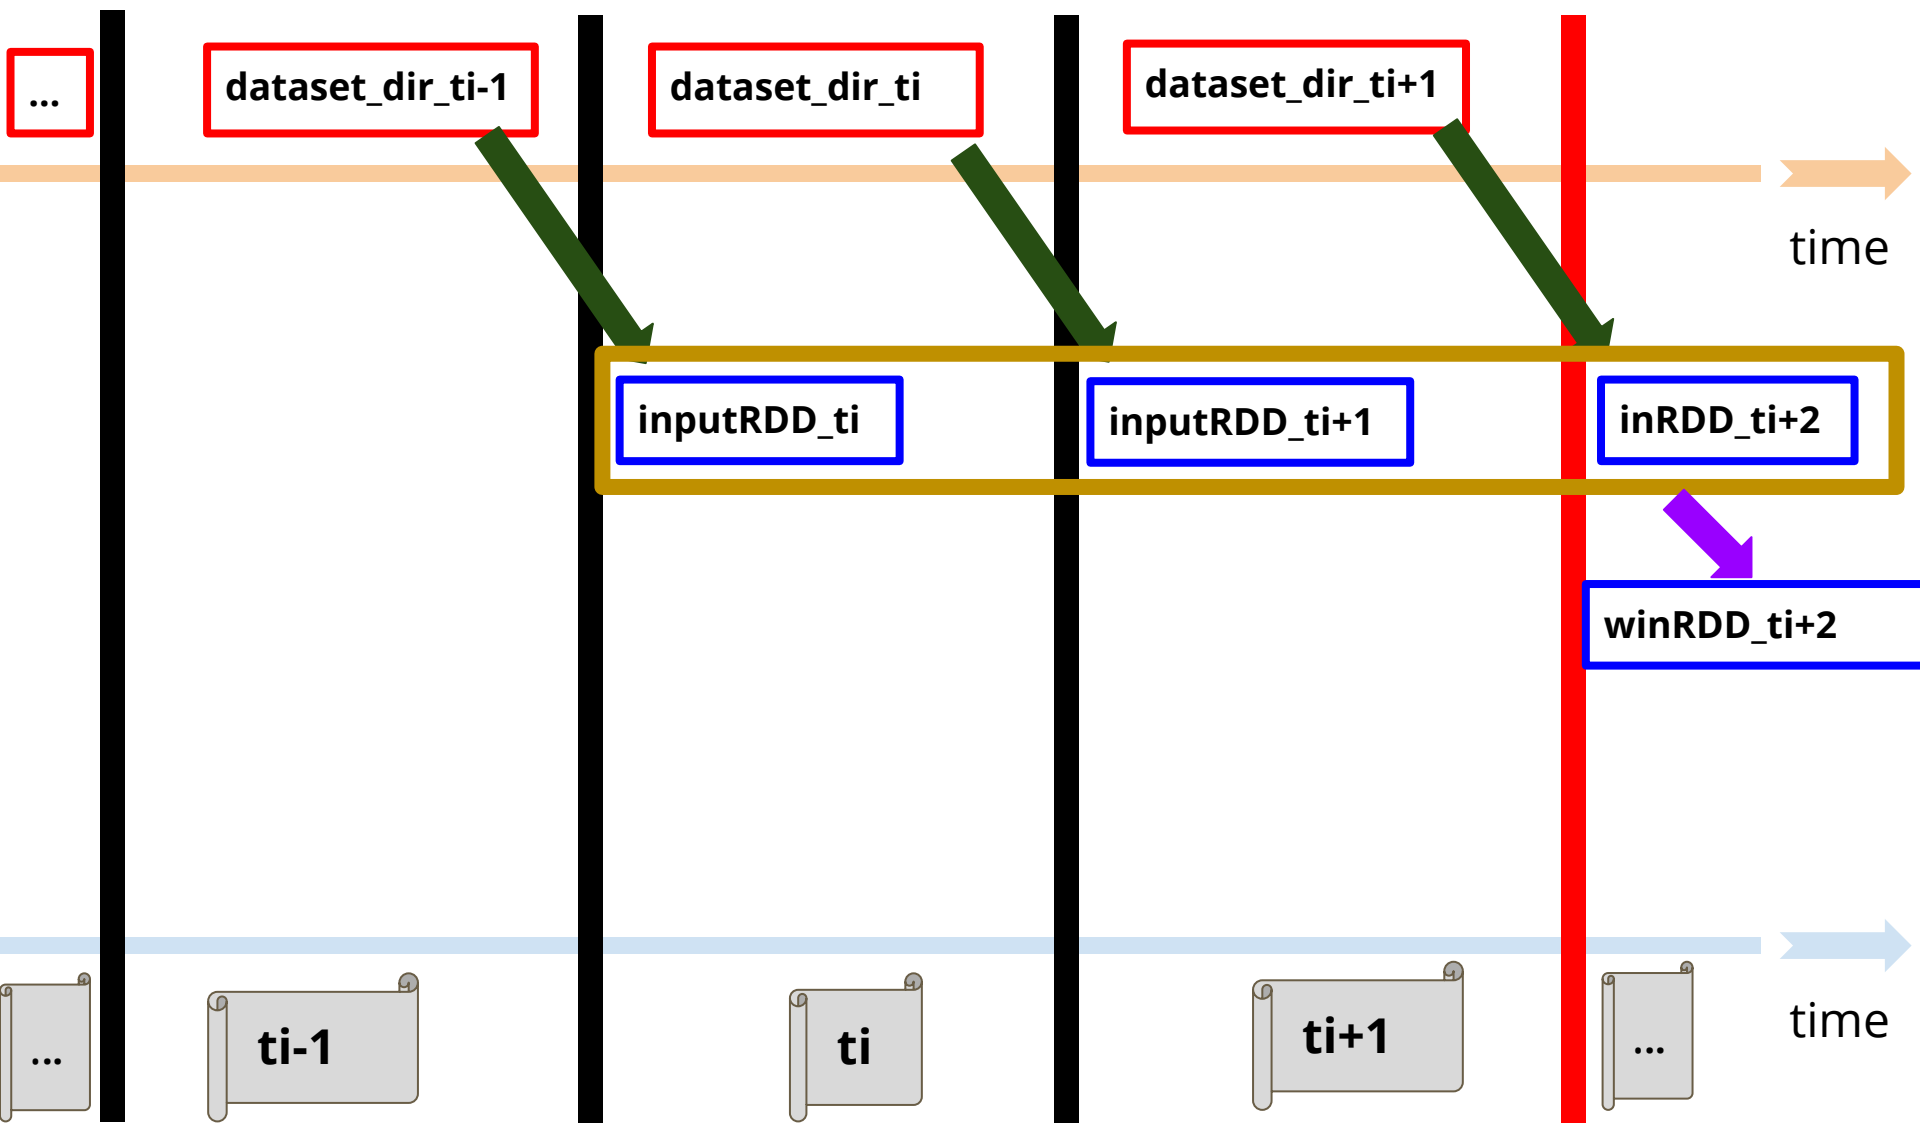 ...
dataset_dir_ti-1
dataset_dir_ti
dataset_dir_ti+1
time
inputRDD_ti
inputRDD_ti+1
inRDD_ti+2
winRDD_ti+2
...
ti-1
ti
ti+1
...
time